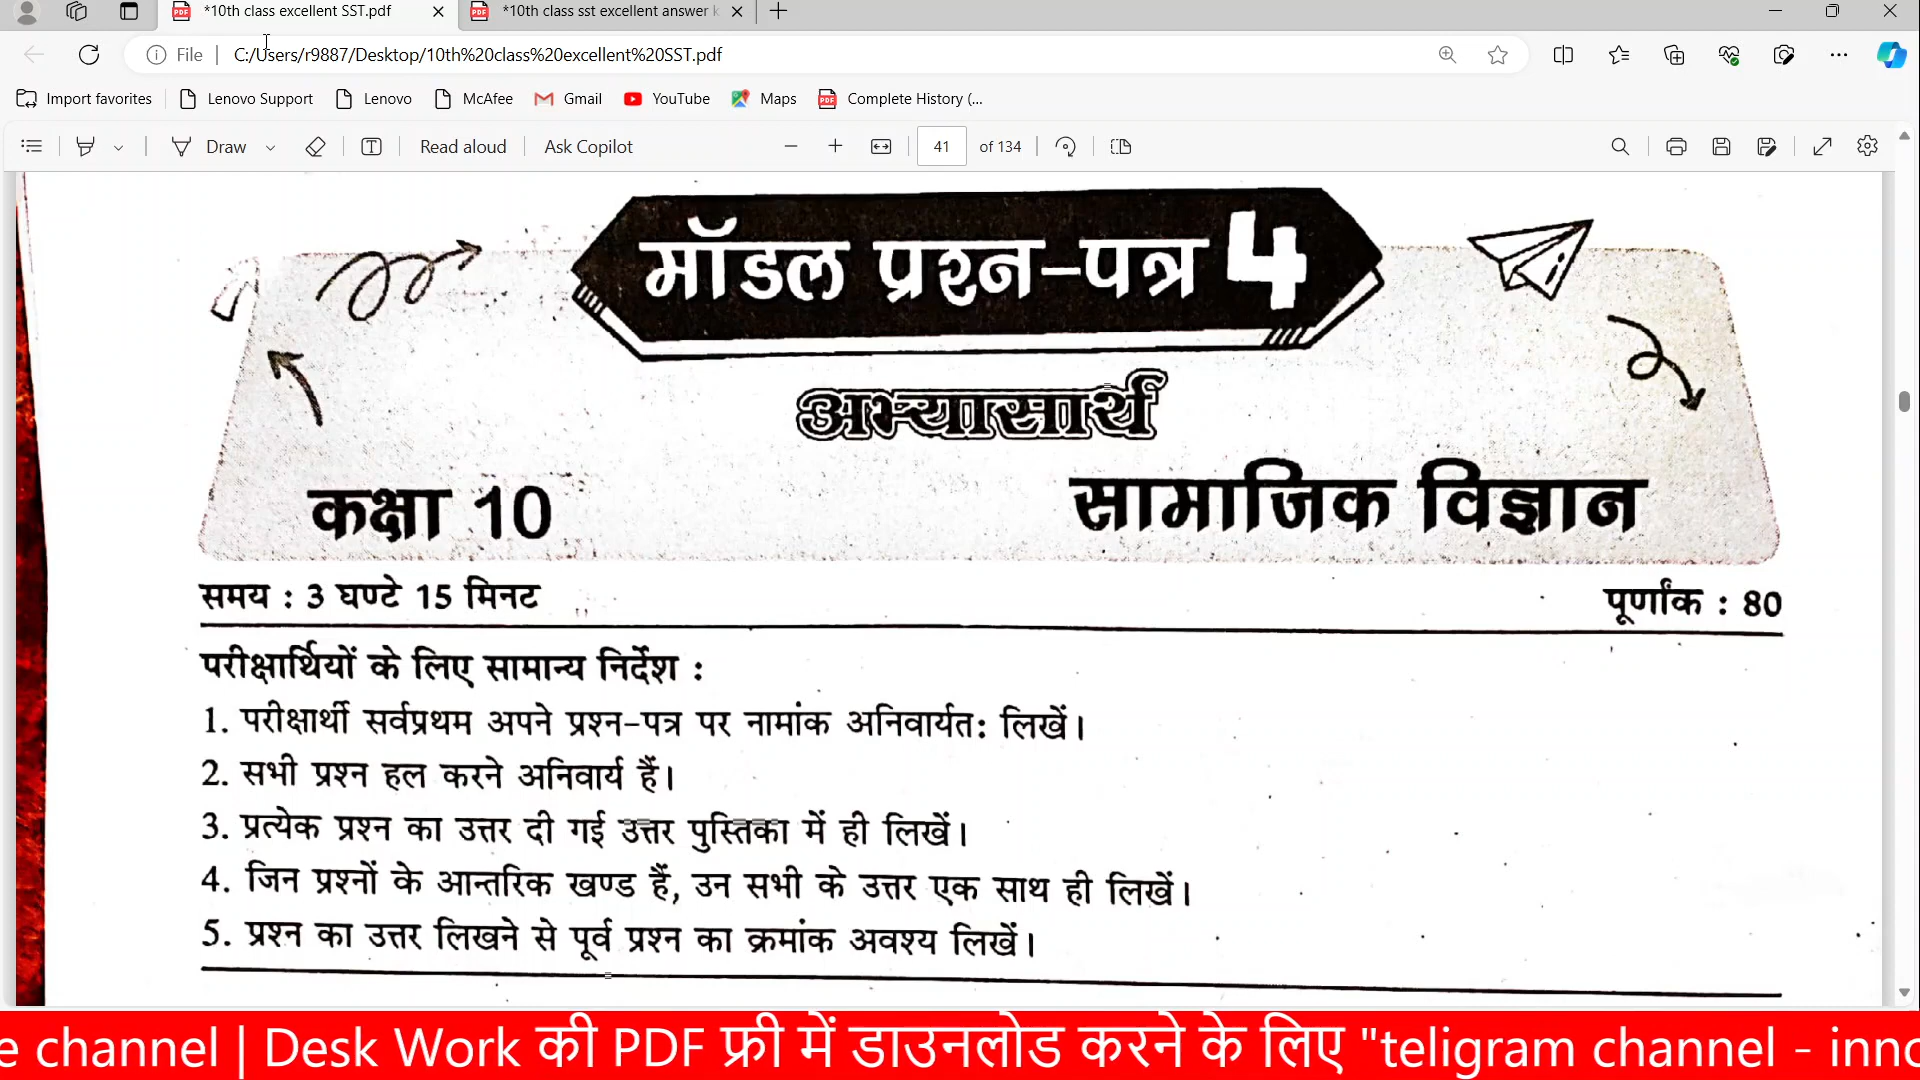 *10th class excellent SST.pdf
*10th class sst excellent answer k
File
C:/Users/r9887/Desktop/10th%20class%20excellent%20SST.pdf
Import favorites
Lenovo Support
Lenovo
McAfee
Gmail
YouTube
Maps
Complete History (...
Draw
Read aloud
Ask Copilot
41
of 134
मॉडल प्रश्न-पत्र 4
अभ्यासार्थ
कक्षा 10
सामाजिक विज्ञान
समय : 3 घण्टे 15 मिनट
पूर्णांक : 80
परीक्षार्थियों के लिए सामान्य निर्देश :
1. परीक्षार्थी सर्वप्रथम अपने प्रश्न-पत्र पर नामांक अनिवार्यतः लिखें।
2. सभी प्रश्न हल करने अनिवार्य हैं।
3. प्रत्येक प्रश्न का उत्तर दी गई उत्तर पुस्तिका में ही लिखें।
4. जिन प्रश्नों के आन्तरिक खण्ड हैं, उन सभी के उत्तर एक साथ ही लिखें।
5. प्रश्न का उत्तर लिखने से पूर्व प्रश्न का क्रमांक अवश्य लिखें।
e channel | Desk Work की PDF फ्री में डाउनलोड करने के लिए "teligram channel - inno